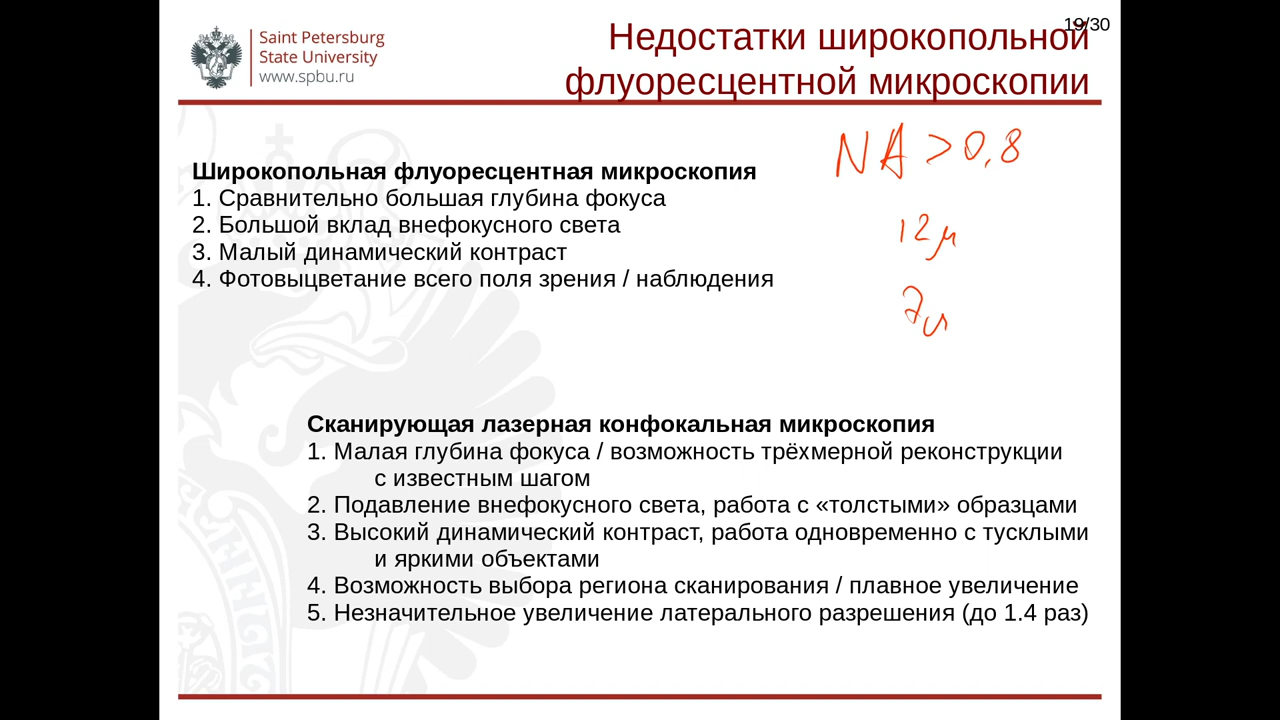 19/30
Saint Petersburg
State University
www.spbu.ru
Недостатки широкопольной
флуоресцентной микроскопии
NA > 0,8
Широкопольная флуоресцентная микроскопия
1. Сравнительно большая глубина фокуса
2. Большой вклад внефокусного света
12 μ
3. Малый динамический контраст
4. Фотовыцветание всего поля зрения / наблюдения
Сканирующая лазерная конфокальная микроскопия
1. Малая глубина фокуса / возможность трёхмерной реконструкции
с известным шагом
2. Подавление внефокусного света, работа с «толстыми» образцами
3. Высокий динамический контраст, работа одновременно с тусклыми
и яркими объектами
4. Возможность выбора региона сканирования / плавное увеличение
5. Незначительное увеличение латерального разрешения (до 1.4 раз)